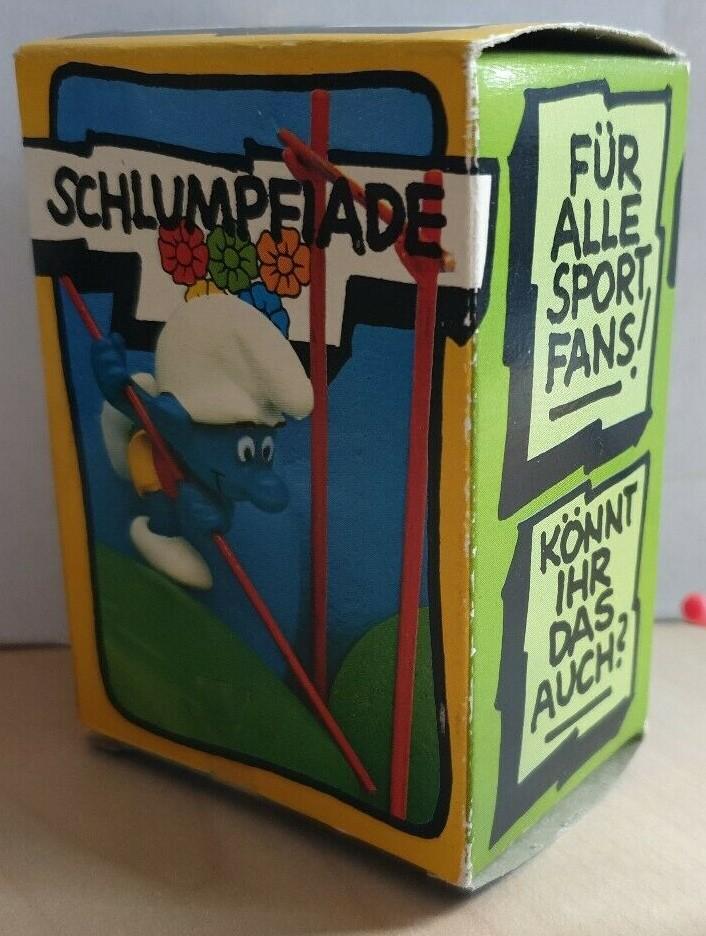 SCHLUMPFIADE
FÜR
ALLE
SPORT
FANS!
KÖNNT
IHR
DAS
AUCH?